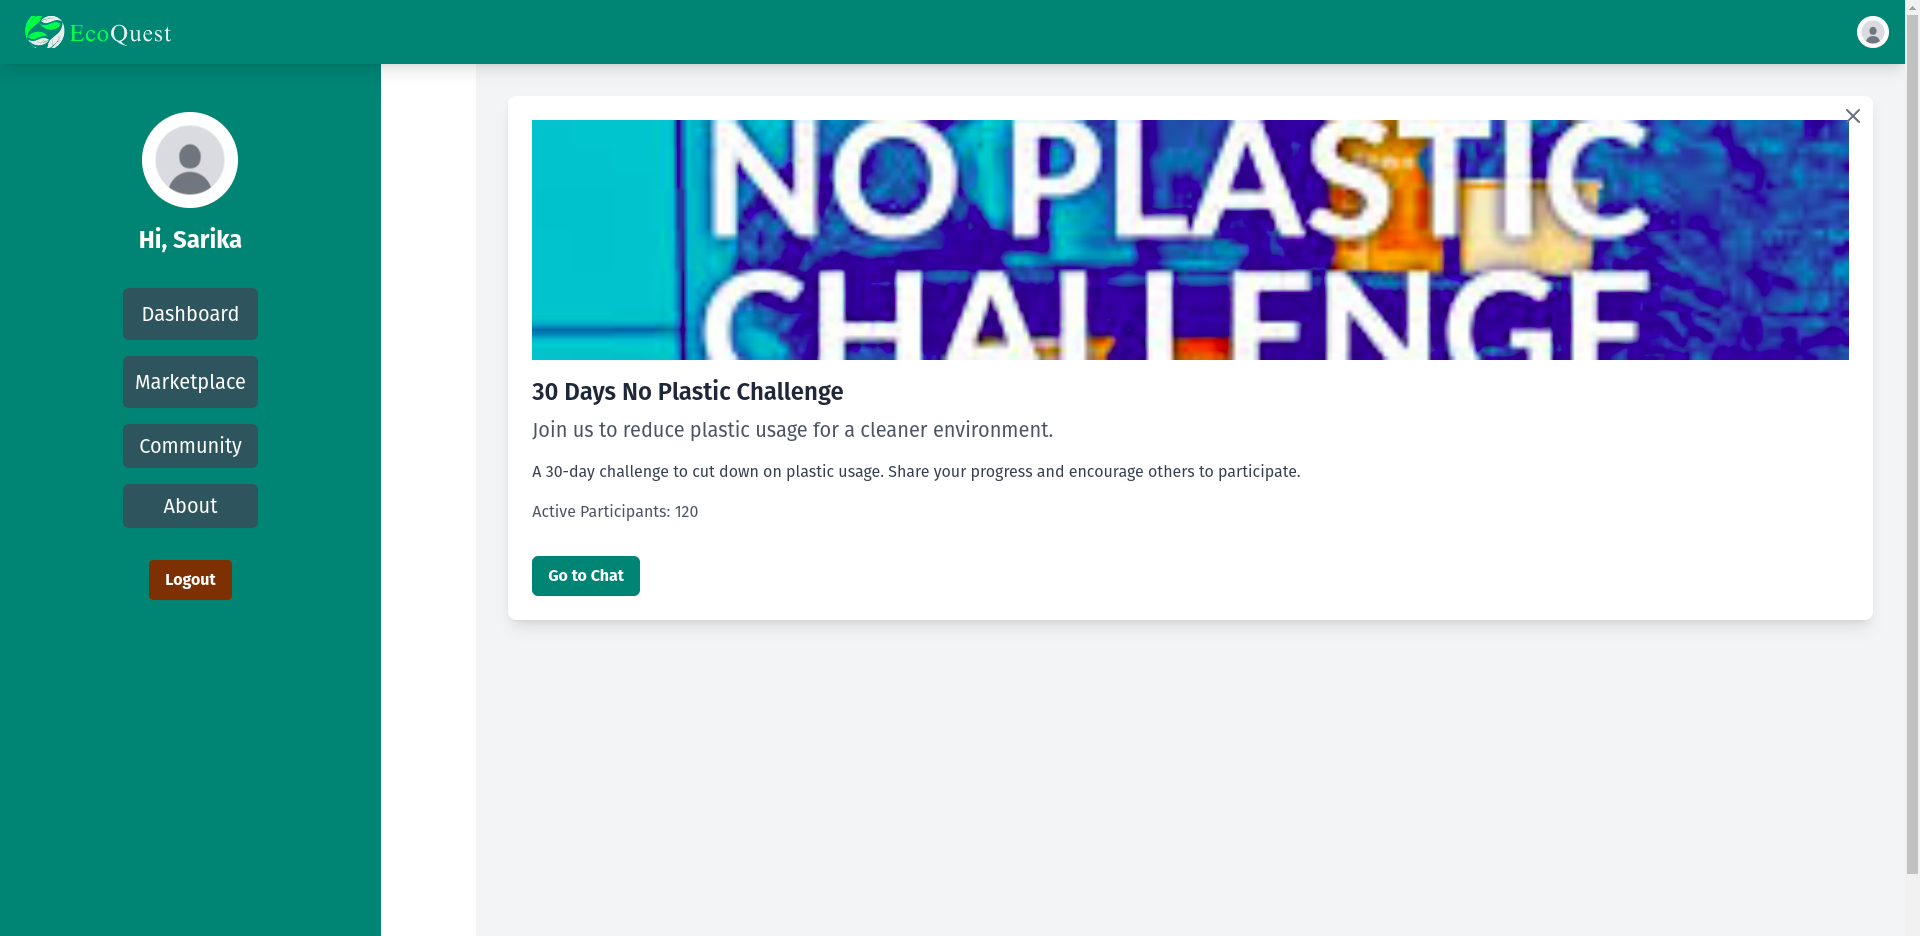 EcoQuest
Hi, Sarika
Dashboard
Marketplace
Community
About
Logout
NO PLASTIC
CHALLENGE
30 Days No Plastic Challenge
Join us to reduce plastic usage for a cleaner environment.
A 30-day challenge to cut down on plastic usage. Share your progress and encourage others to participate.
Active Participants: 120
Go to Chat